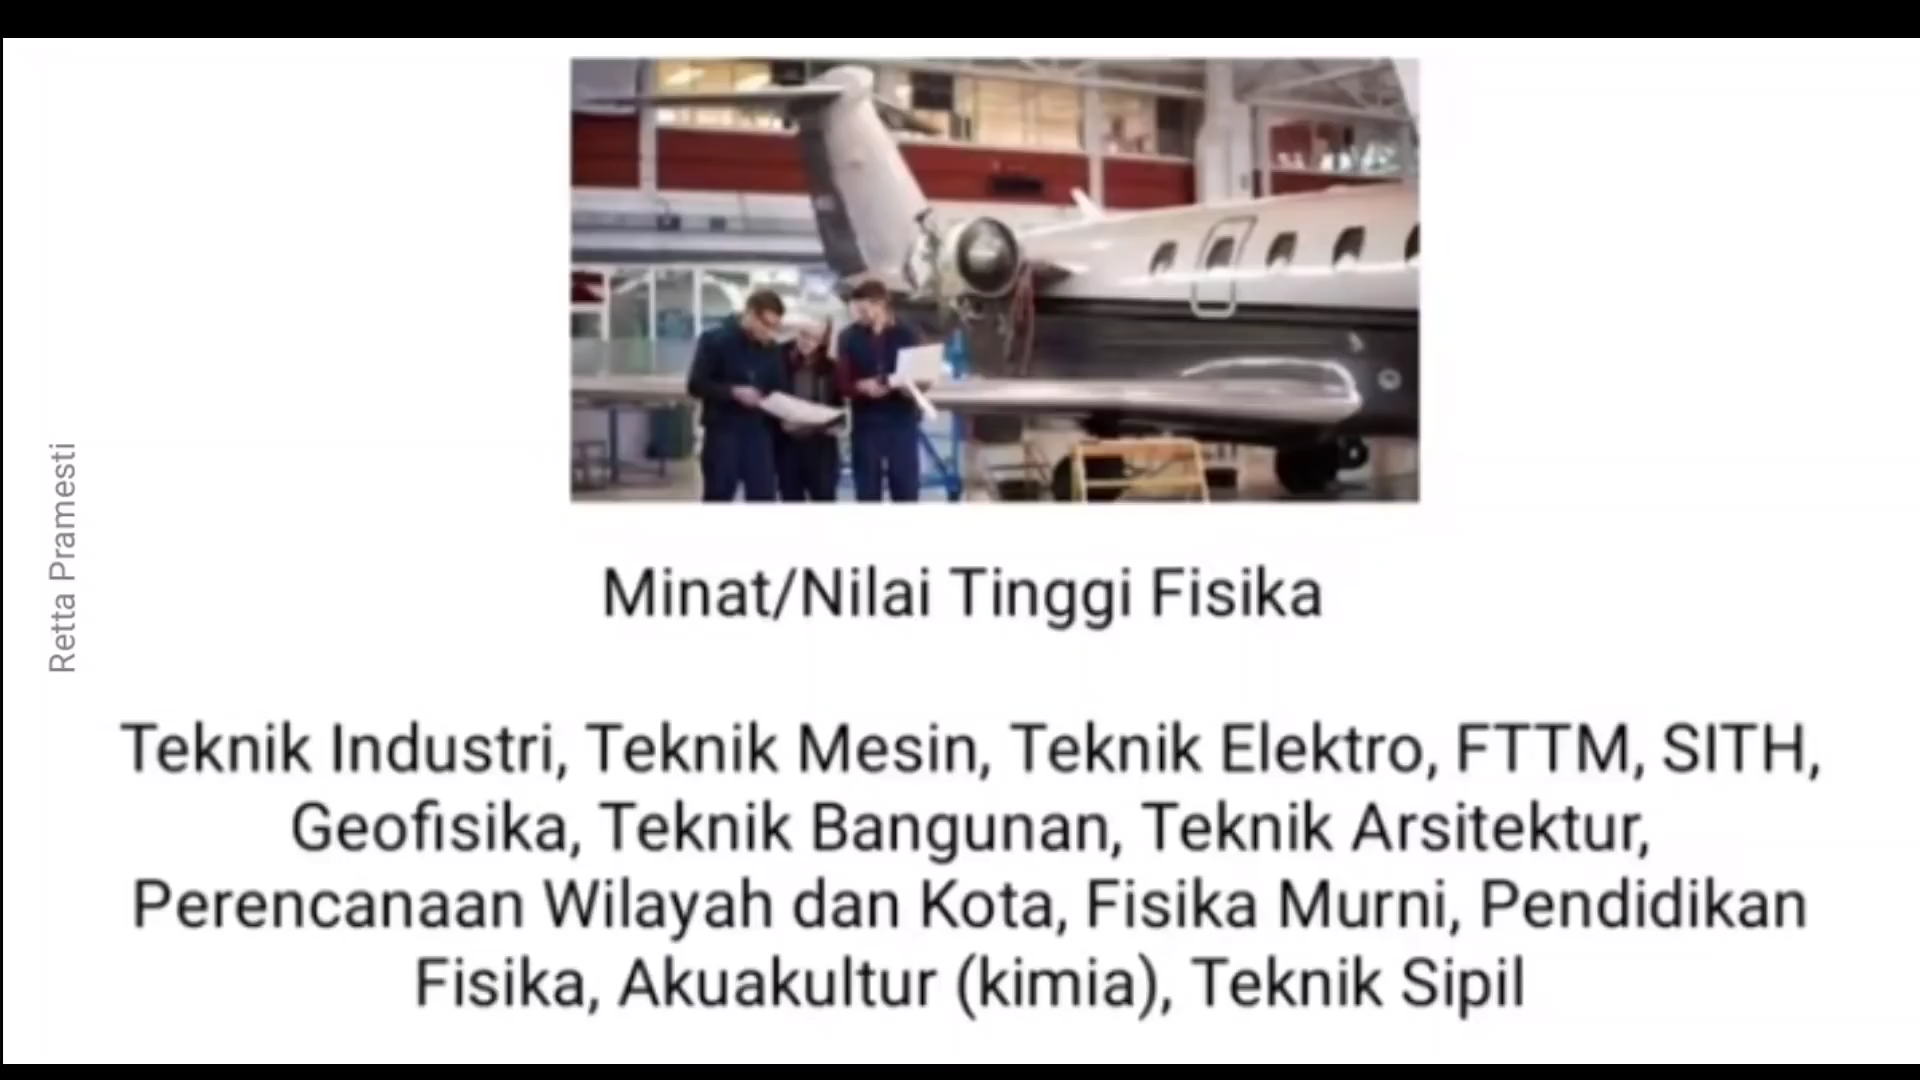 Retta Pramesti
Minat/Nilai Tinggi Fisika
Teknik Industri, Teknik Mesin, Teknik Elektro, FTTM, SITH,
Geofisika, Teknik Bangunan, Teknik Arsitektur,
Perencanaan Wilayah dan Kota, Fisika Murni, Pendidikan
Fisika, Akuakultur (kimia), Teknik Sipil